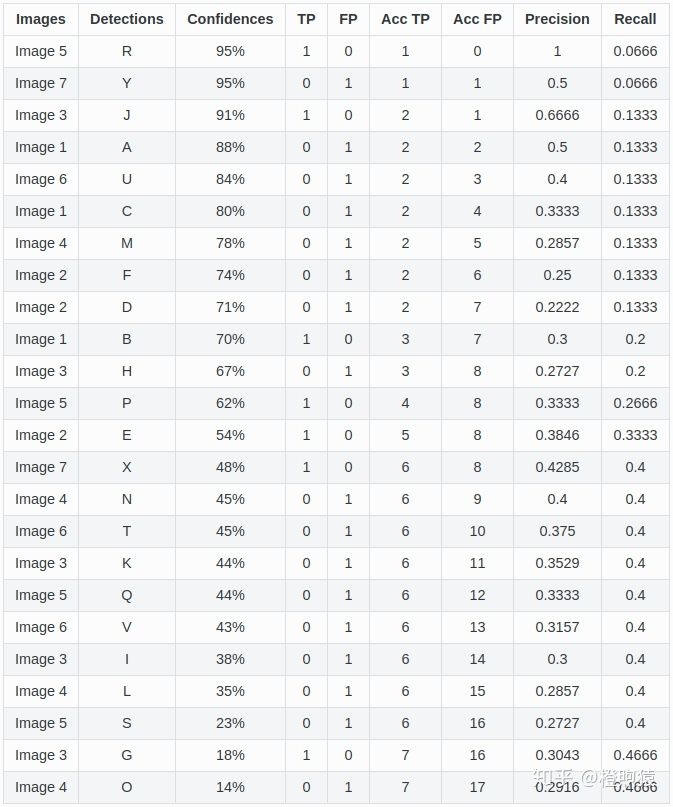 Images Detections Confidences TP FP Acc TP Acc FP Precision Recall
Image 5 R 95% 1 0 1 0 1 0.0666
Image 7 Y 95% 0 1 1 1 0.5 0.0666
Image 3 J 91% 1 0 2 1 0.6666 0.1333
Image 1 A 88% 0 1 2 2 0.5 0.1333
Image 6 U 84% 0 1 2 3 0.4 0.1333
Image 1 C 80% 0 1 2 4 0.3333 0.1333
Image 4 M 78% 0 1 2 5 0.2857 0.1333
Image 2 F 74% 0 1 2 6 0.25 0.1333
Image 2 D 71% 0 1 2 7 0.2222 0.1333
Image 1 B 70% 1 0 3 7 0.3 0.2
Image 3 H 67% 0 1 3 8 0.2727 0.2
Image 5 P 62% 1 0 4 8 0.3333 0.2666
Image 2 E 54% 1 0 5 8 0.3846 0.3333
Image 7 X 48% 1 0 6 8 0.4285 0.4
Image 4 N 45% 0 1 6 9 0.4 0.4
Image 6 T 45% 0 1 6 10 0.375 0.4
Image 3 K 44% 0 1 6 11 0.3529 0.4
Image 5 Q 44% 0 1 6 12 0.3333 0.4
Image 6 V 43% 0 1 6 13 0.3157 0.4
Image 3 I 38% 0 1 6 14 0.3 0.4
Image 4 L 35% 0 1 6 15 0.2857 0.4
Image 5 S 23% 0 1 6 16 0.2727 0.4
Image 3 G 18% 1 0 7 16 0.3043 0.4666
Image 4 O 14% 0 1 7 17 0.2916 0.4666
知乎 @橙昫猿